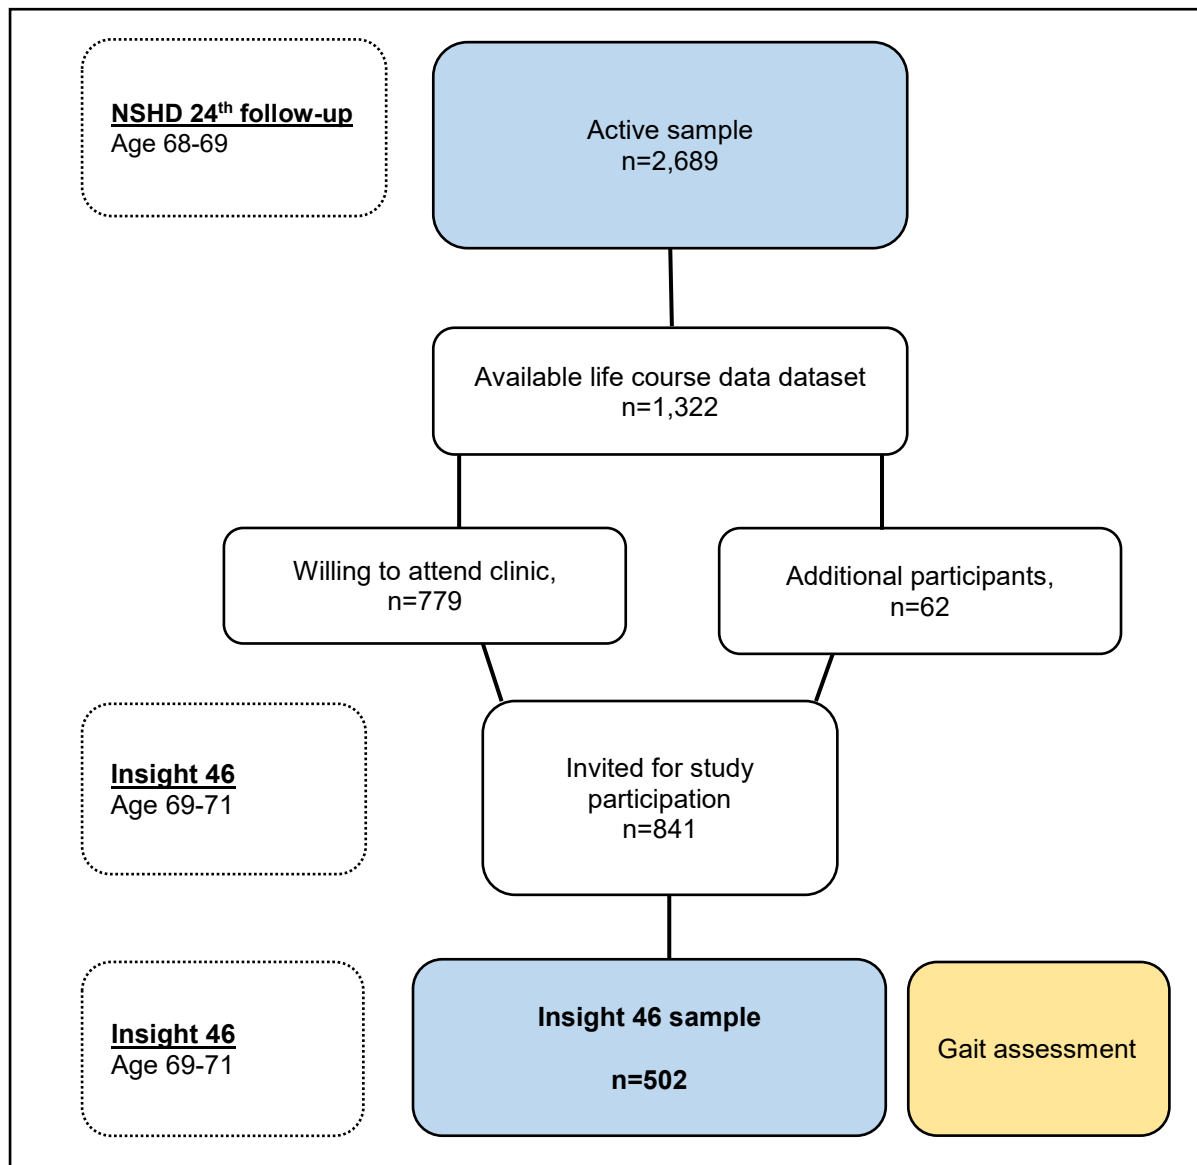 NSHD 24th follow-up
Age 68-69
Active sample
n=2,689
Available life course data dataset
n=1,322
Willing to attend clinic,
n=779
Additional participants,
n=62
Insight 46
Age 69-71
Invited for study
participation
n=841
Insight 46
Age 69-71
Insight 46 sample
n=502
Gait assessment